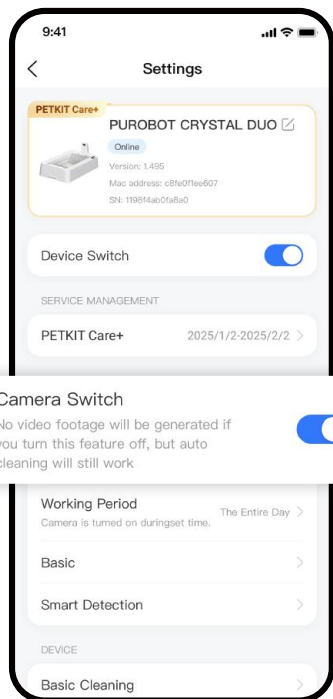 9:41
Settings
PETKIT Care+
PUROBOT CRYSTAL DUO
Online
Version: 1.495
Mac address: c8fe0f1ee607
SN: 1198f4ab0fa8a0
Device Switch
SERVICE MANAGEMENT
PETKIT Care+ 2025/1/2-2025/2/2
Camera Switch
No video footage will be generated if
you turn this feature off, but auto
cleaning will still work
Working Period The Entire Day
Camera is turned on duringset time.
Basic
Smart Detection
DEVICE
Basic Cleaning